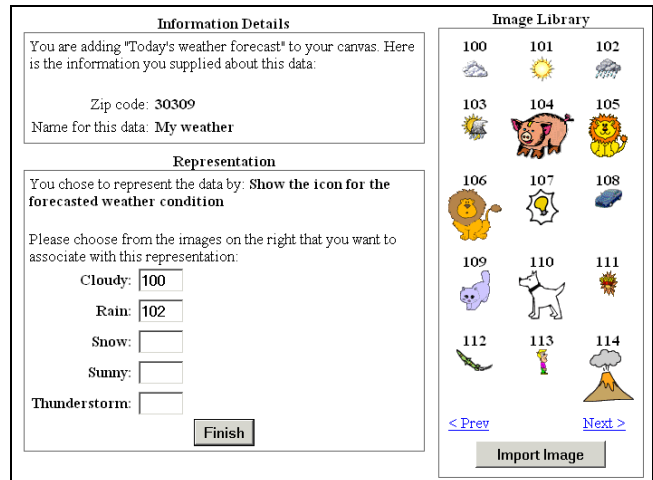 Information Details
You are adding "Today's weather forecast" to your canvas. Here
is the information you supplied about this data:
Zip code: 30309
Name for this data: My weather
Representation
You chose to represent the data by: Show the icon for the
forecasted weather condition
Please choose from the images on the right that you want to
associate with this representation:
Cloudy: 100
Rain: 102
Snow:
Sunny:
Thunderstorm:
Finish
Image Library
100 101 102
103 104 105
106 107 108
109 110 111
112 113 114
< Prev Next >
Import Image